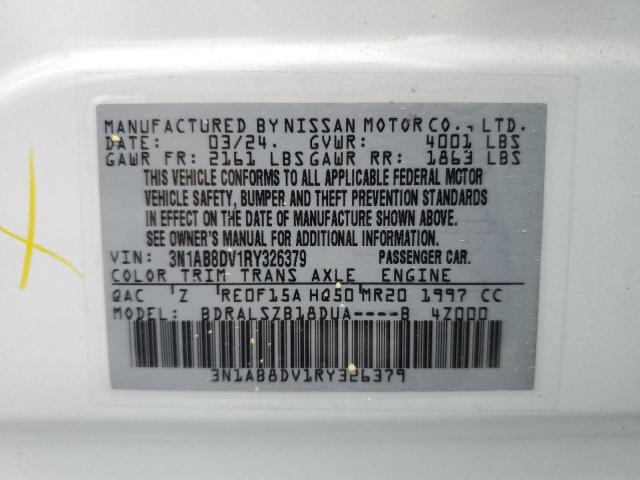 MANUFACTURED BY NISSAN MOTOR CO., LTD.
DATE: 03/24. GVWR: 4001 LBS
GAWR FR: 2161 LBS GAWR RR: 1863 LBS
THIS VEHICLE CONFORMS TO ALL APPLICABLE FEDERAL MOTOR
VEHICLE SAFETY, BUMPER AND THEFT PREVENTION STANDARDS
IN EFFECT ON THE DATE OF MANUFACTURE SHOWN ABOVE.
SEE OWNER'S MANUAL FOR ADDITIONAL INFORMATION.
VIN: 3N1AB8DV1RY326379 PASSENGER CAR.
COLOR TRIM TRANS AXLE ENGINE
QAC Z RE0F15A HQ50 MR20 1997 CC
MODEL: BDRALSZB18DUA----B 4Z000
3N1AB8DV1RY326379